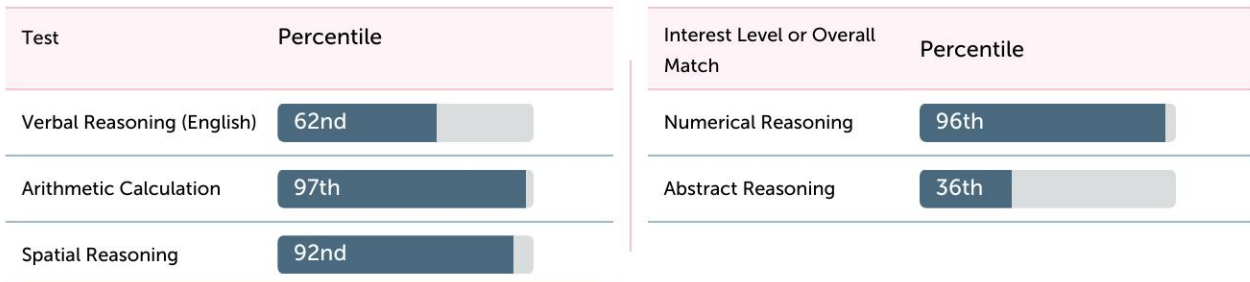 Test Percentile
Verbal Reasoning (English) 62nd
Arithmetic Calculation 97th
Spatial Reasoning 92nd
Interest Level or Overall
Match
Percentile
Numerical Reasoning 96th
Abstract Reasoning 36th